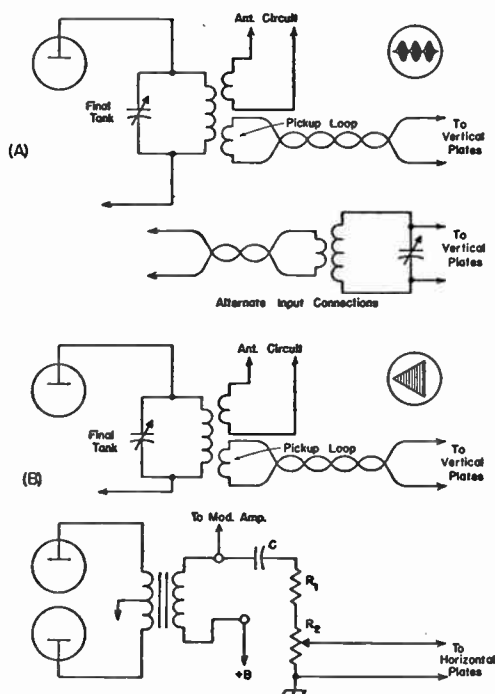 Ant. Circuit
Final
Tank
Pickup Loop
To
Vertical
Plates
(A)
To
Vertical
Plates
Alternate Input Connections
Ant. Circuit
Final
Tank
Pickup Loop
To
Vertical
Plates
(B)
To Mod. Amp.
C
R1
R2
To
Horizontal
Plates
+B